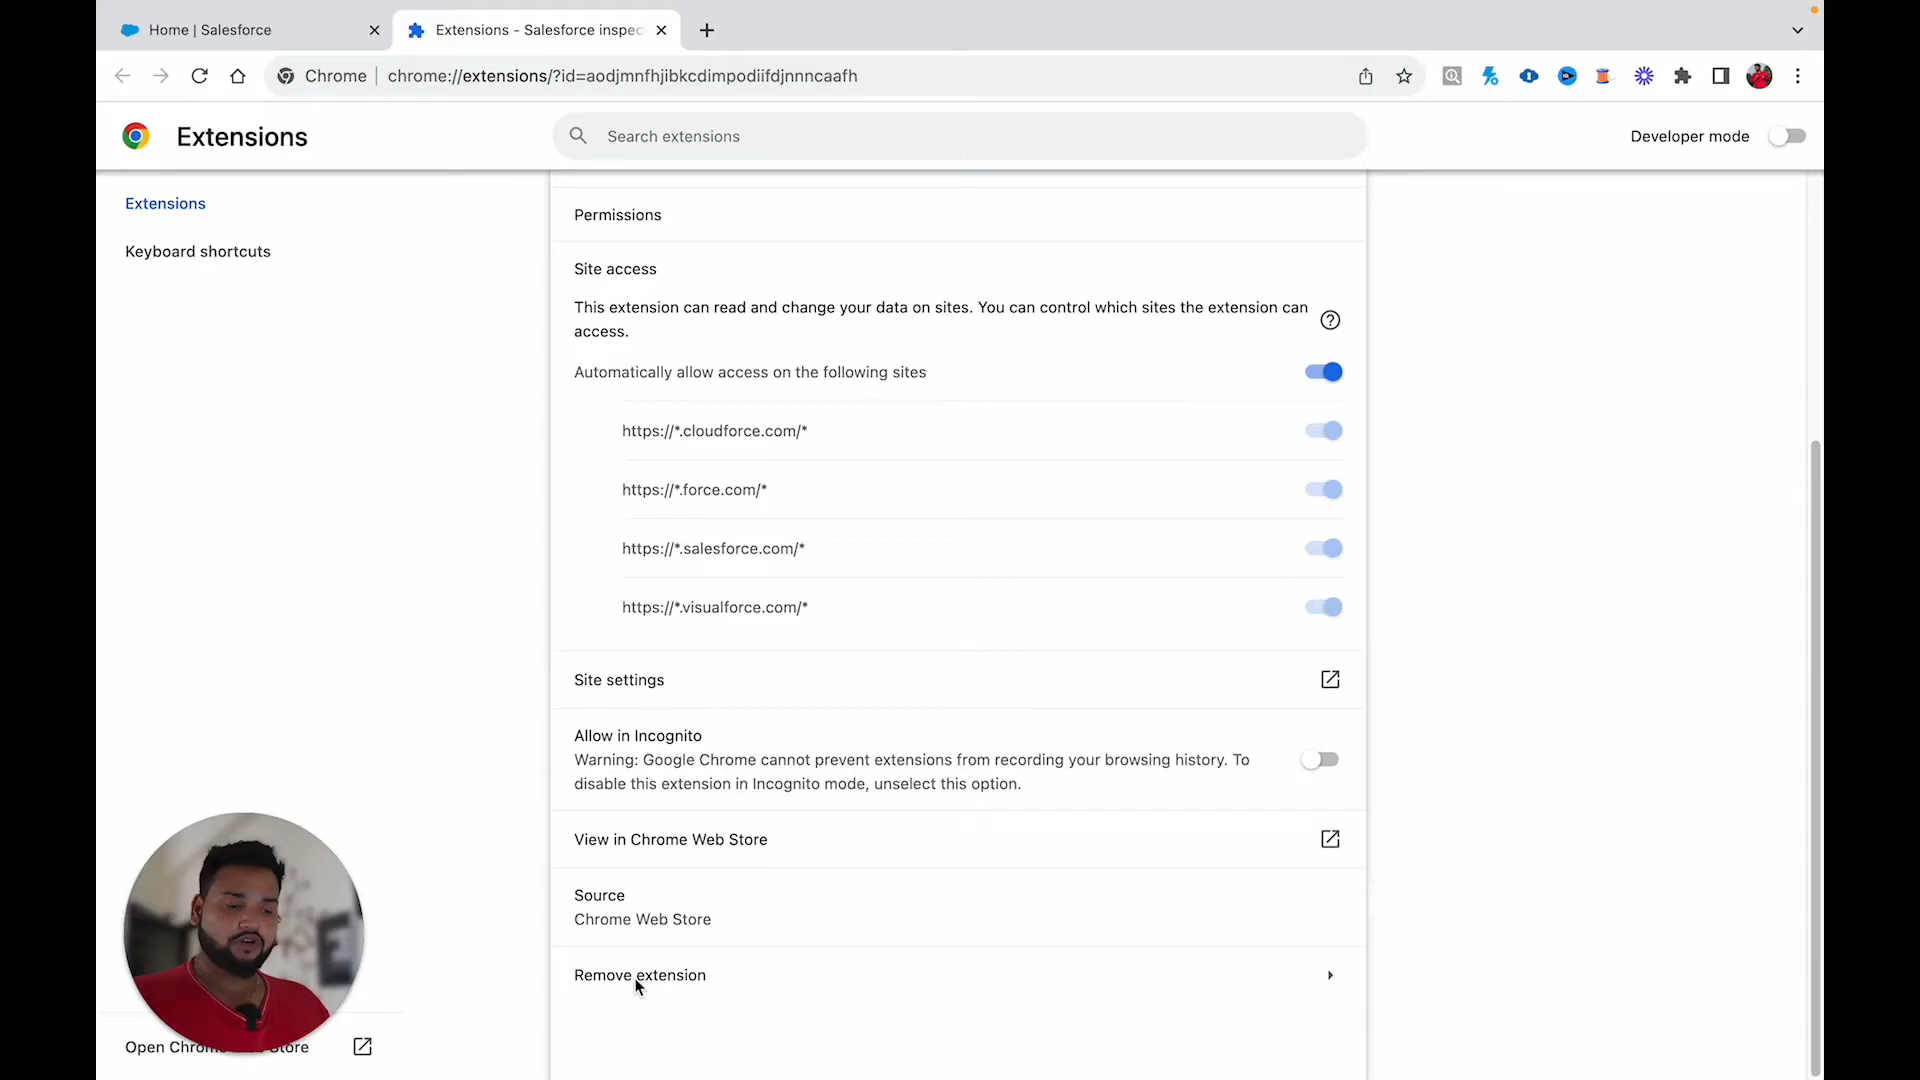 Home | Salesforce
Extensions - Salesforce inspec
Chrome
chrome://extensions/?id=aodjmnfhjibkcdimpodiifdjnnncaafh
Extensions
Search extensions
Developer mode
Extensions
Keyboard shortcuts
Permissions
Site access
This extension can read and change your data on sites. You can control which sites the extension can
access.
Automatically allow access on the following sites
https://*.cloudforce.com/*
https://*.force.com/*
https://*.salesforce.com/*
https://*.visualforce.com/*
Site settings
Allow in Incognito
Warning: Google Chrome cannot prevent extensions from recording your browsing history. To
disable this extension in Incognito mode, unselect this option.
View in Chrome Web Store
Source
Chrome Web Store
Remove extension
Open